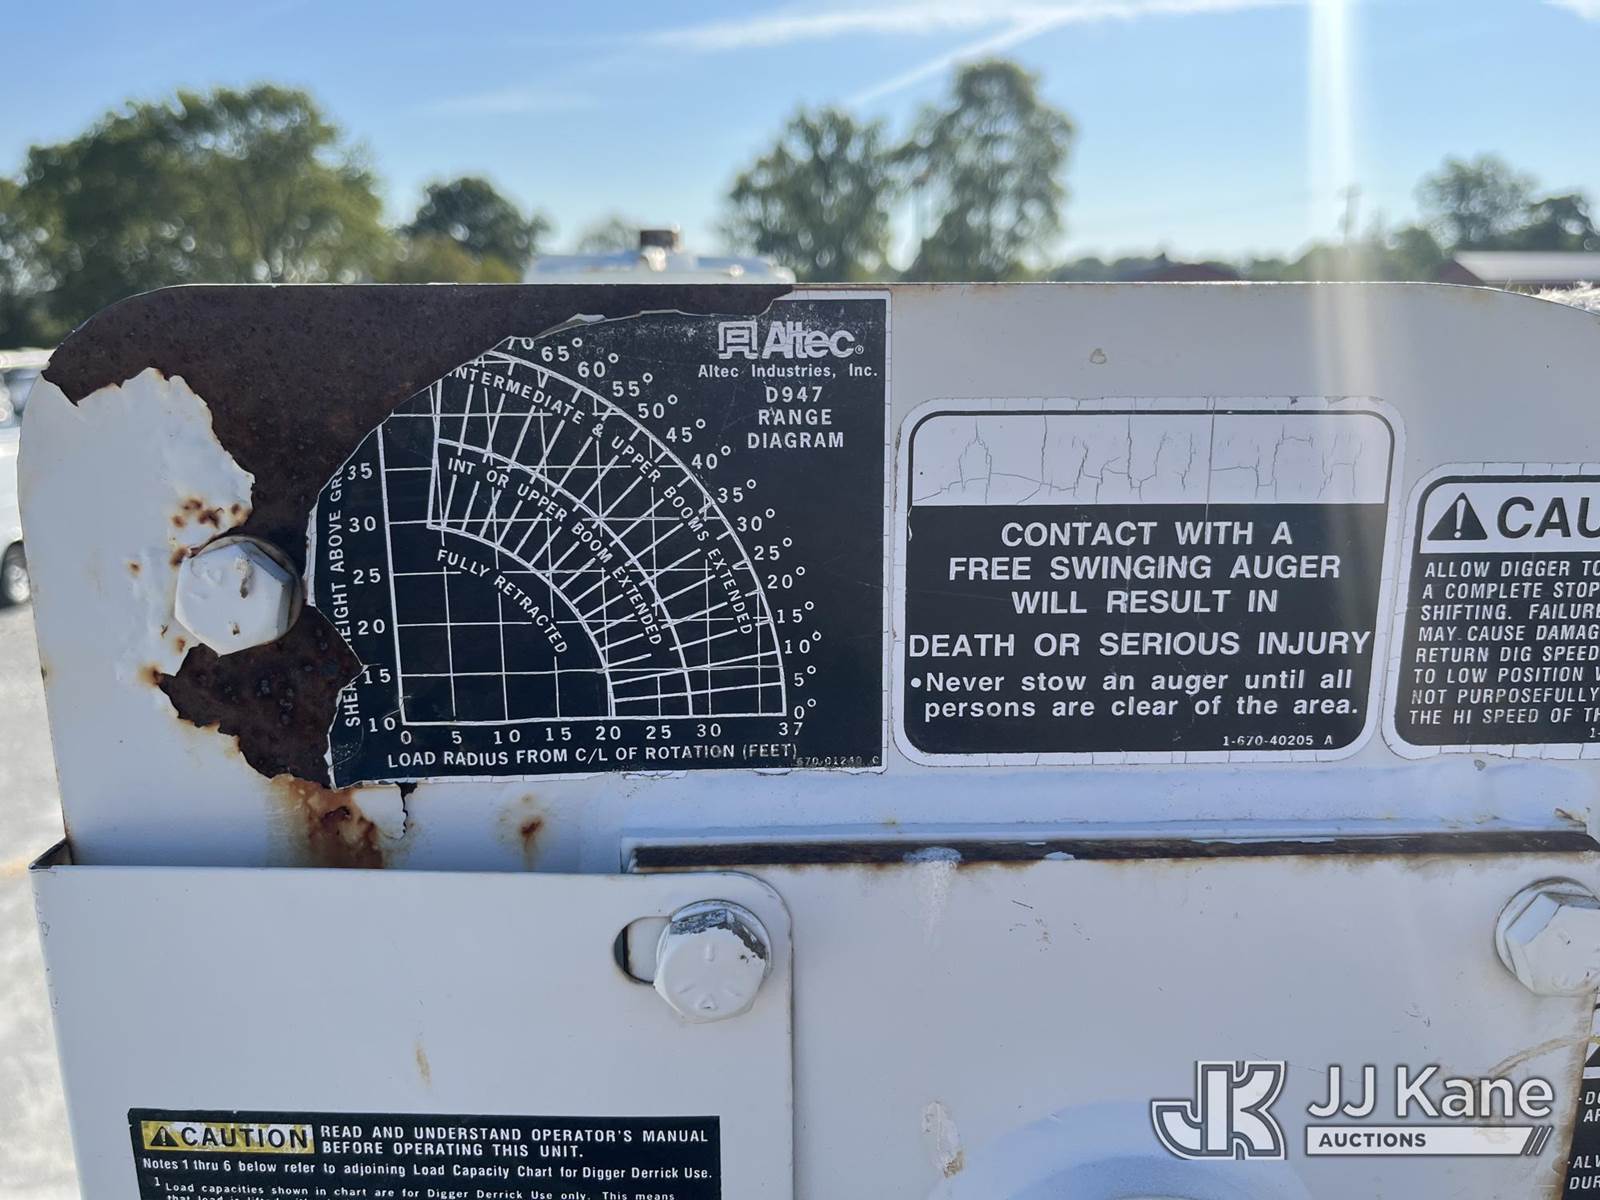 Altec®
Altec Industries, Inc.
D947
RANGE
DIAGRAM
70 65° 60° 55° 50° 45° 40° 35° 30° 25° 20° 15° 10° 5° 0°
INTERMEDIATE & UPPER BOOMS EXTENDED
INT OR UPPER BOOM EXTENDED
FULLY RETRACTED
35
30
25
20
15
10
0 5 10 15 20 25 30 37
LOAD RADIUS FROM C/L OF ROTATION (FEET)
CONTACT WITH A
FREE SWINGING AUGER
WILL RESULT IN
DEATH OR SERIOUS INJURY
•Never stow an auger until all
persons are clear of the area.
1-670-40205 A
CAU
ALLOW DIGGER TO
A COMPLETE STOP
SHIFTING. FAILURE
MAY CAUSE DAMAG
RETURN DIG SPEED
TO LOW POSITION
NOT PURPOSEFULLY
THE HI SPEED OF
CAUTION READ AND UNDERSTAND OPERATOR'S MANUAL
BEFORE OPERATING THIS UNIT.
Notes 1 thru 6 below refer to adjoining Load Capacity Chart for Digger Derrick Use.
1 Load capacities shown in chart are for Digger Derrick Use only. This means
JK JJ Kane
AUCTIONS